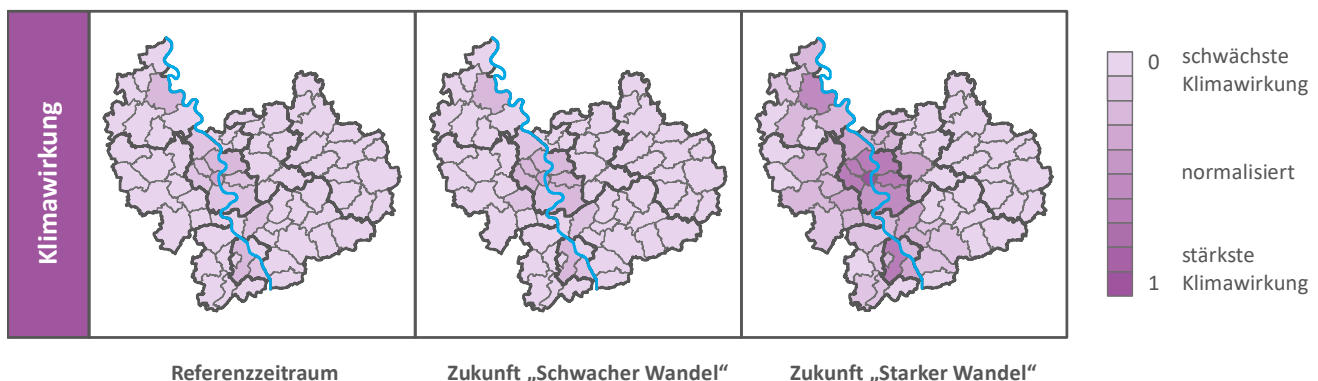 Klimawirkung
0 schwächste
Klimawirkung
normalisiert
stärkste
1 Klimawirkung
Referenzzeitraum
Zukunft „Schwacher Wandel“
Zukunft „Starker Wandel“